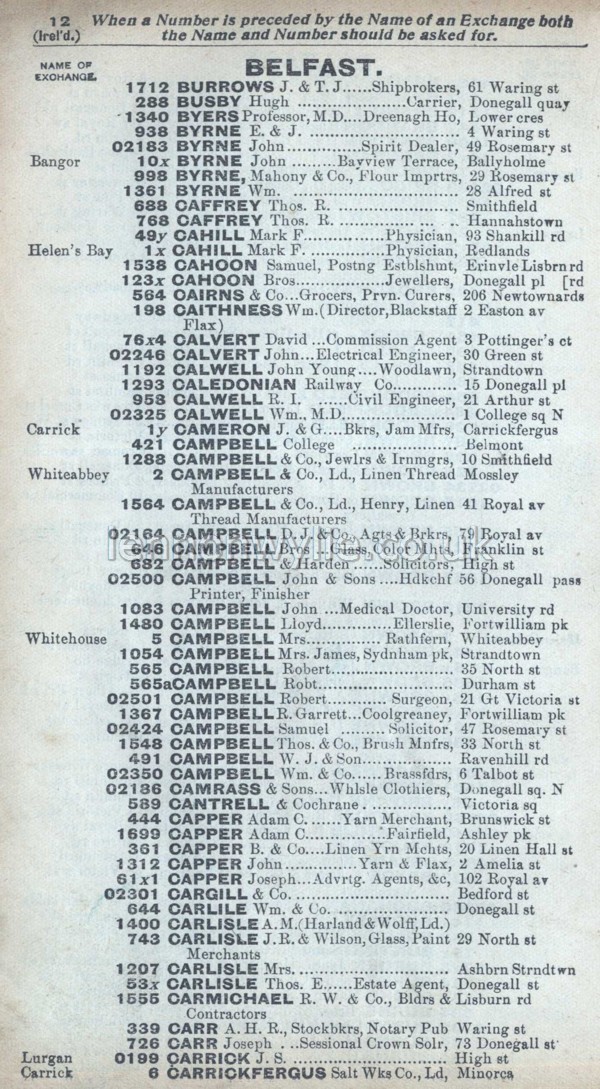 12 When a Number is preceded by the Name of an Exchange both
(Irel'd.) the Name and Number should be asked for.
NAME OF
EXCHANGE.
BELFAST.
1712 BURROWS J. & T. J......Shipbrokers, 61 Waring st
288 BUSBY Hugh ........................Carrier, Donegall quay
1340 BYERS Professor, M.D....Dreenagh Ho, Lower cres
938 BYRNE E. & J. ................................. 4 Waring st
02183 BYRNE John ................Spirit Dealer, 49 Rosemary st
Bangor 10x BYRNE John .........Bayview Terrace, Ballyholme
998 BYRNE, Mahony & Co., Flour Imprtrs, 29 Rosemary st
1361 BYRNE Wm. ..................................... 28 Alfred st
688 CAFFREY Thos. R. ............................ Smithfield
768 CAFFREY Thos. R. ................. ... .. Hannahstown
49y CAHILL Mark F..................Physician, 93 Shankill rd
Helen's Bay 1x CAHILL Mark F. ................Physician, Redlands
1538 CAHOON Samuel, Postng Estblshmt, Erinvle Lisbrn rd
123x CAHOON Bros....................Jewellers, Donegall pl [rd
564 CAIRNS & Co...Grocers, Prvn. Curers, 206 Newtownards
198 CAITHNESS Wm.(Director,Blackstaff 2 Easton av
Flax)
76x4 CALVERT David ...Commission Agent 3 Pottinger's ct
02246 CALVERT John...Electrical Engineer, 30 Green st
1192 CALWELL John Young....Woodlawn, Strandtown
1293 CALEDONIAN Railway Co............. 15 Donegall pl
958 CALWELL R. I. ......Civil Engineer, 21 Arthur st
02325 CALWELL Wm., M.D......................... 1 College sq N
Carrick 1y CAMERON J. & G....Bkrs, Jam Mfrs, Carrickfergus
421 CAMPBELL College ....................... Belmont
1288 CAMPBELL & Co., Jewlrs & Irnmgrs, 10 Smithfield
Whiteabbey 2 CAMPBELL & Co., Ld., Linen Thread Mossley
Manufacturers
1564 CAMPBELL & Co., Ld., Henry, Linen 41 Royal av
Thread Manufacturers
02164 CAMPBELL D. J. & Co., Agts & Brkrs, 79 Royal av
646 CAMPBELL Bros Glass, Color Mhts, Franklin st
682 CAMPBELL & Harden ......Solicitors, High st
02500 CAMPBELL John & Sons ....Hdkchf 56 Donegall pass
Printer, Finisher
1083 CAMPBELL John ...Medical Doctor, University rd
1480 CAMPBELL Lloyd...............Ellerslie, Fortwilliam pk
Whitehouse 5 CAMPBELL Mrs................. Rathfern, Whiteabbey
1054 CAMPBELL Mrs. James, Sydnham pk, Strandtown
565 CAMPBELL Robert............................. 35 North st
565a CAMPBELL Robt................................ Durham st
02501 CAMPBELL Robert............ Surgeon, 21 Gt Victoria st
1367 CAMPBELL R. Garrett...Coolgreaney, Fortwilliam pk
02424 CAMPBELL Samuel ......... Solicitor, 47 Rosemary st
1548 CAMPBELL Thos. & Co., Brush Mnfrs, 33 North st
491 CAMPBELL W. J. & Son.................. Ravenhill rd
02350 CAMPBELL Wm. & Co....... Brassfdrs, 6 Talbot st
02186 CAMRASS & Sons...Whlsle Clothiers, Donegall sq. N
589 CANTRELL & Cochrane . ................. Victoria sq
444 CAPPER Adam C. ......Yarn Merchant, Brunswick st
1699 CAPPER Adam C..................Fairfield, Ashley pk
361 CAPPER B. & Co....Linen Yrn Mchts, 20 Linen Hall st
1312 CAPPER John ...............Yarn & Flax, 2 Amelia st
61x1 CAPPER Joseph...Advrtg. Agents, &c, 102 Royal av
02301 CARGILL & Co. .................................. Bedford st
644 CARLILE Wm. & Co. ........................ Donegall st
1400 CARLISLE A.M.(Harland & Wolff, Ld.)
743 CARLISLE J.R. & Wilson, Glass, Paint 29 North st
Merchants
1207 CARLISLE Mrs. ............................... Ashbrn Strndtwn
53x CARLISLE Thos. E......Estate Agent, Donegall st
1555 CARMICHAEL R. W. & Co., Bldrs & Lisburn rd
Contractors
339 CARR A. H. R., Stockbkrs, Notary Pub Waring st
726 CARR Joseph . ..Sessional Crown Solr, 73 Donegall st
Lurgan 0199 CARRICK J. S. ................................ High st
Carrick 6 CARRICKFERGUS Salt Wks Co., Ld, Minorca